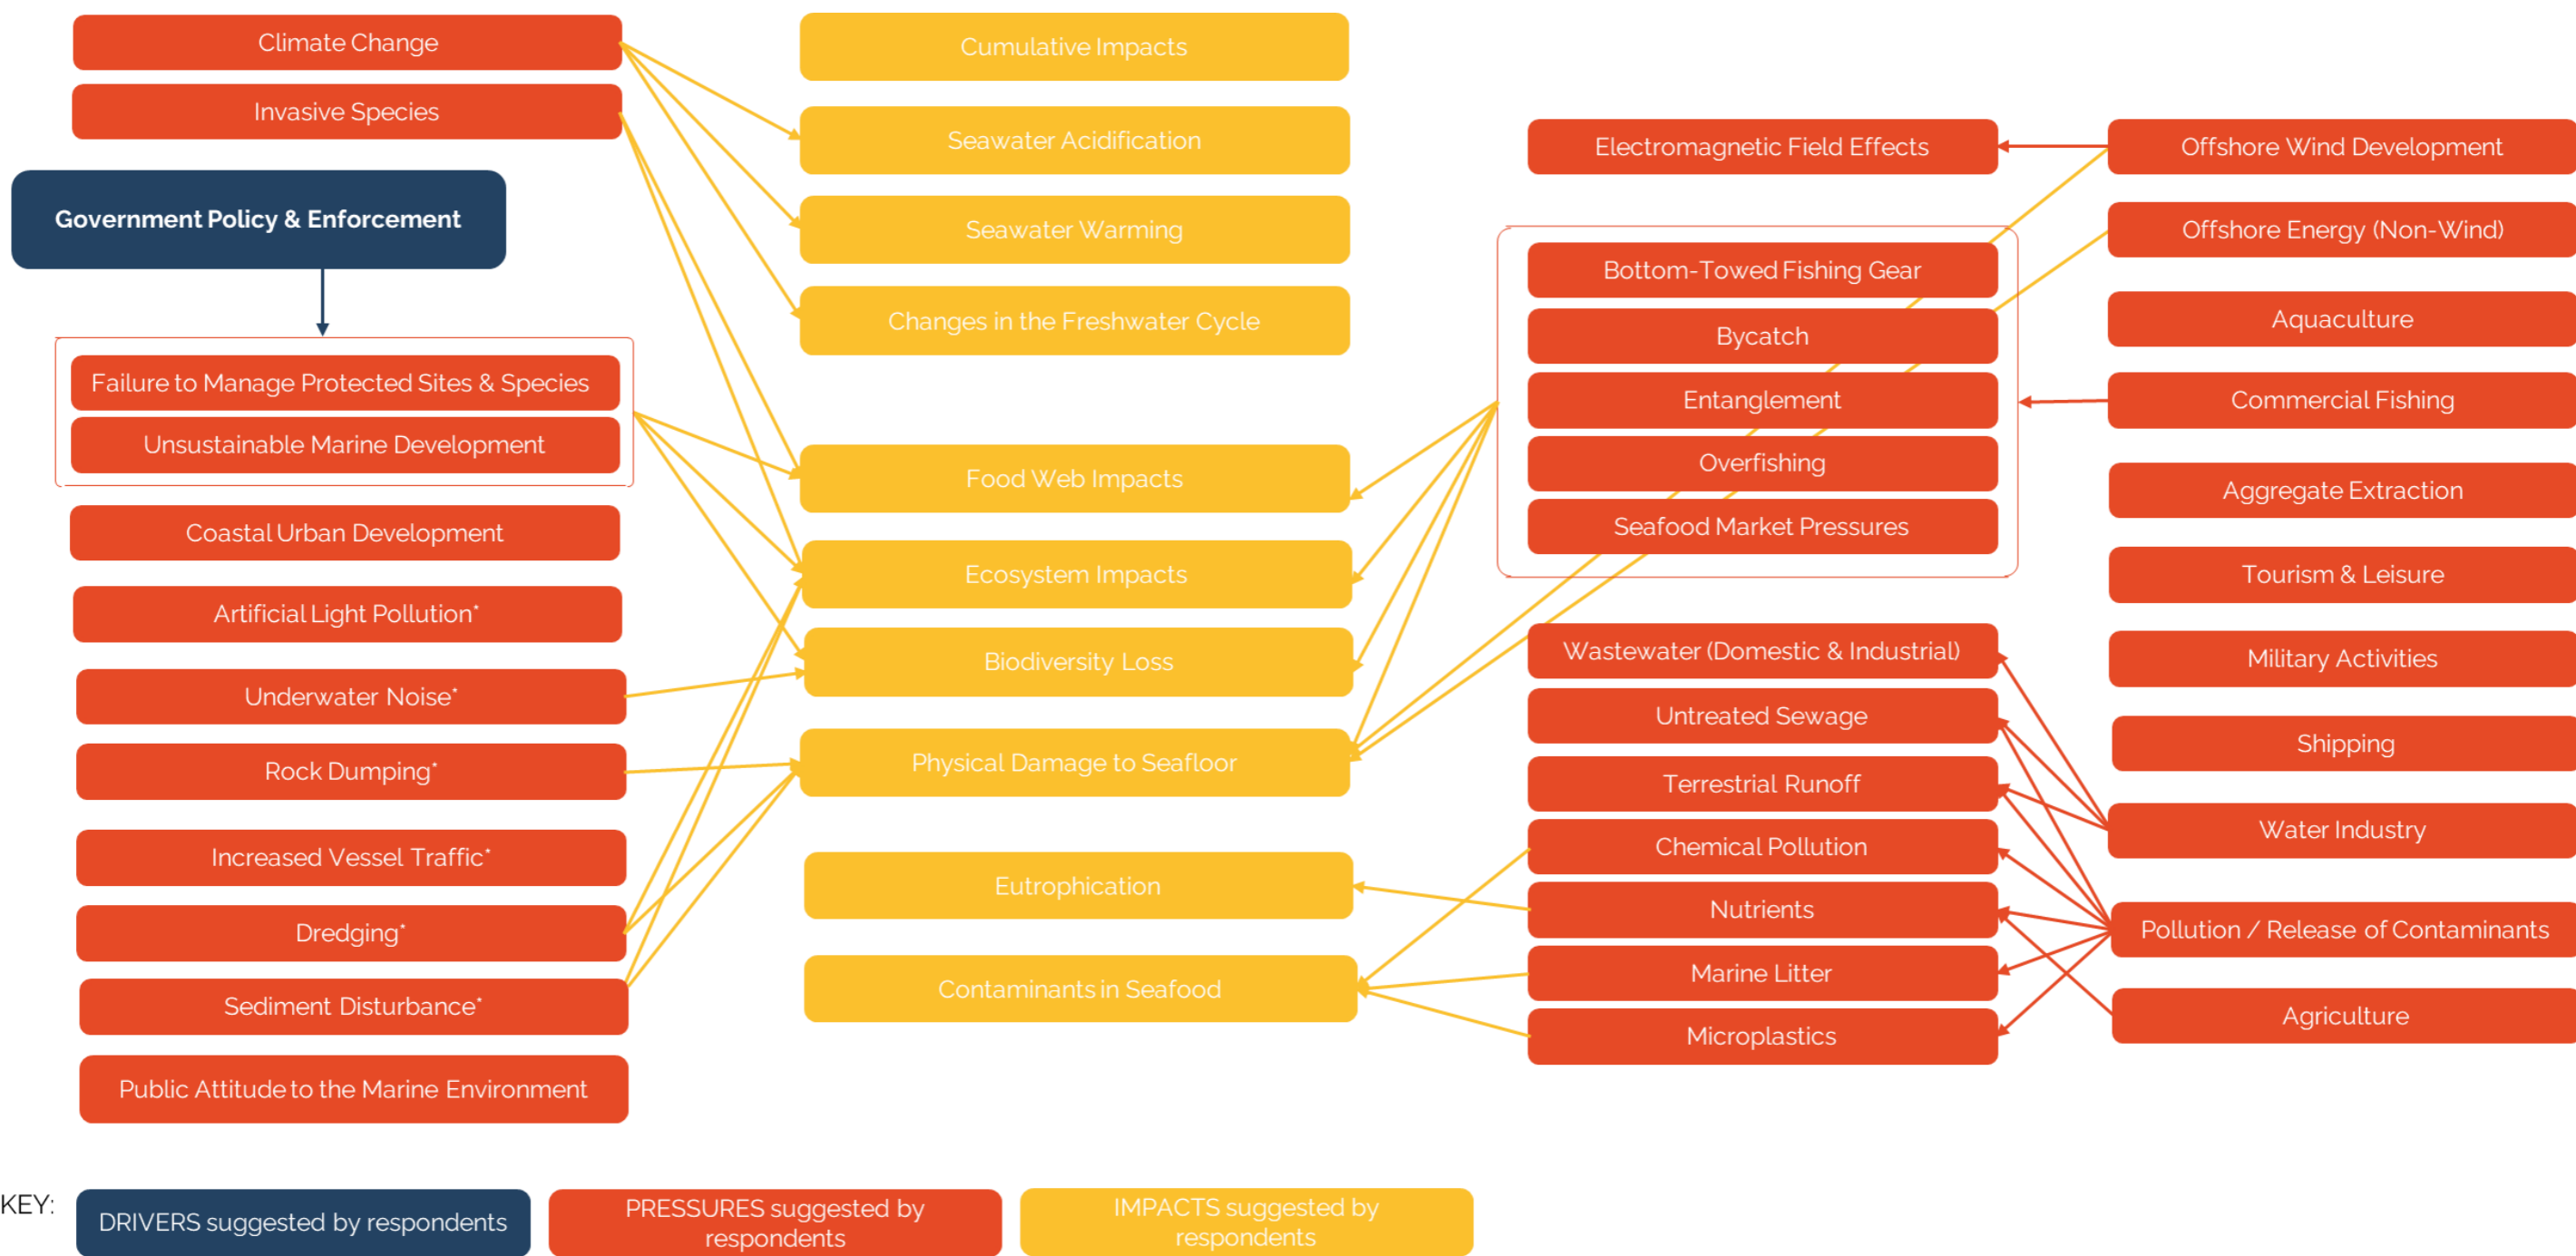 Climate Change
Invasive Species
Government Policy & Enforcement
Failure to Manage Protected Sites & Species
Unsustainable Marine Development
Coastal Urban Development
Artificial Light Pollution*
Underwater Noise*
Rock Dumping*
Increased Vessel Traffic*
Dredging*
Sediment Disturbance*
Public Attitude to the Marine Environment
Cumulative Impacts
Seawater Acidification
Seawater Warming
Changes in the Freshwater Cycle
Food Web Impacts
Ecosystem Impacts
Biodiversity Loss
Physical Damage to Seafloor
Eutrophication
Contaminants in Seafood
Electromagnetic Field Effects
Bottom-Towed Fishing Gear
Bycatch
Entanglement
Overfishing
Seafood Market Pressures
Wastewater (Domestic & Industrial)
Untreated Sewage
Terrestrial Runoff
Chemical Pollution
Nutrients
Marine Litter
Microplastics
Offshore Wind Development
Offshore Energy (Non-Wind)
Aquaculture
Commercial Fishing
Aggregate Extraction
Tourism & Leisure
Military Activities
Shipping
Water Industry
Pollution / Release of Contaminants
Agriculture
KEY:
DRIVERS suggested by respondents
PRESSURES suggested by
respondents
IMPACTS suggested by
respondents